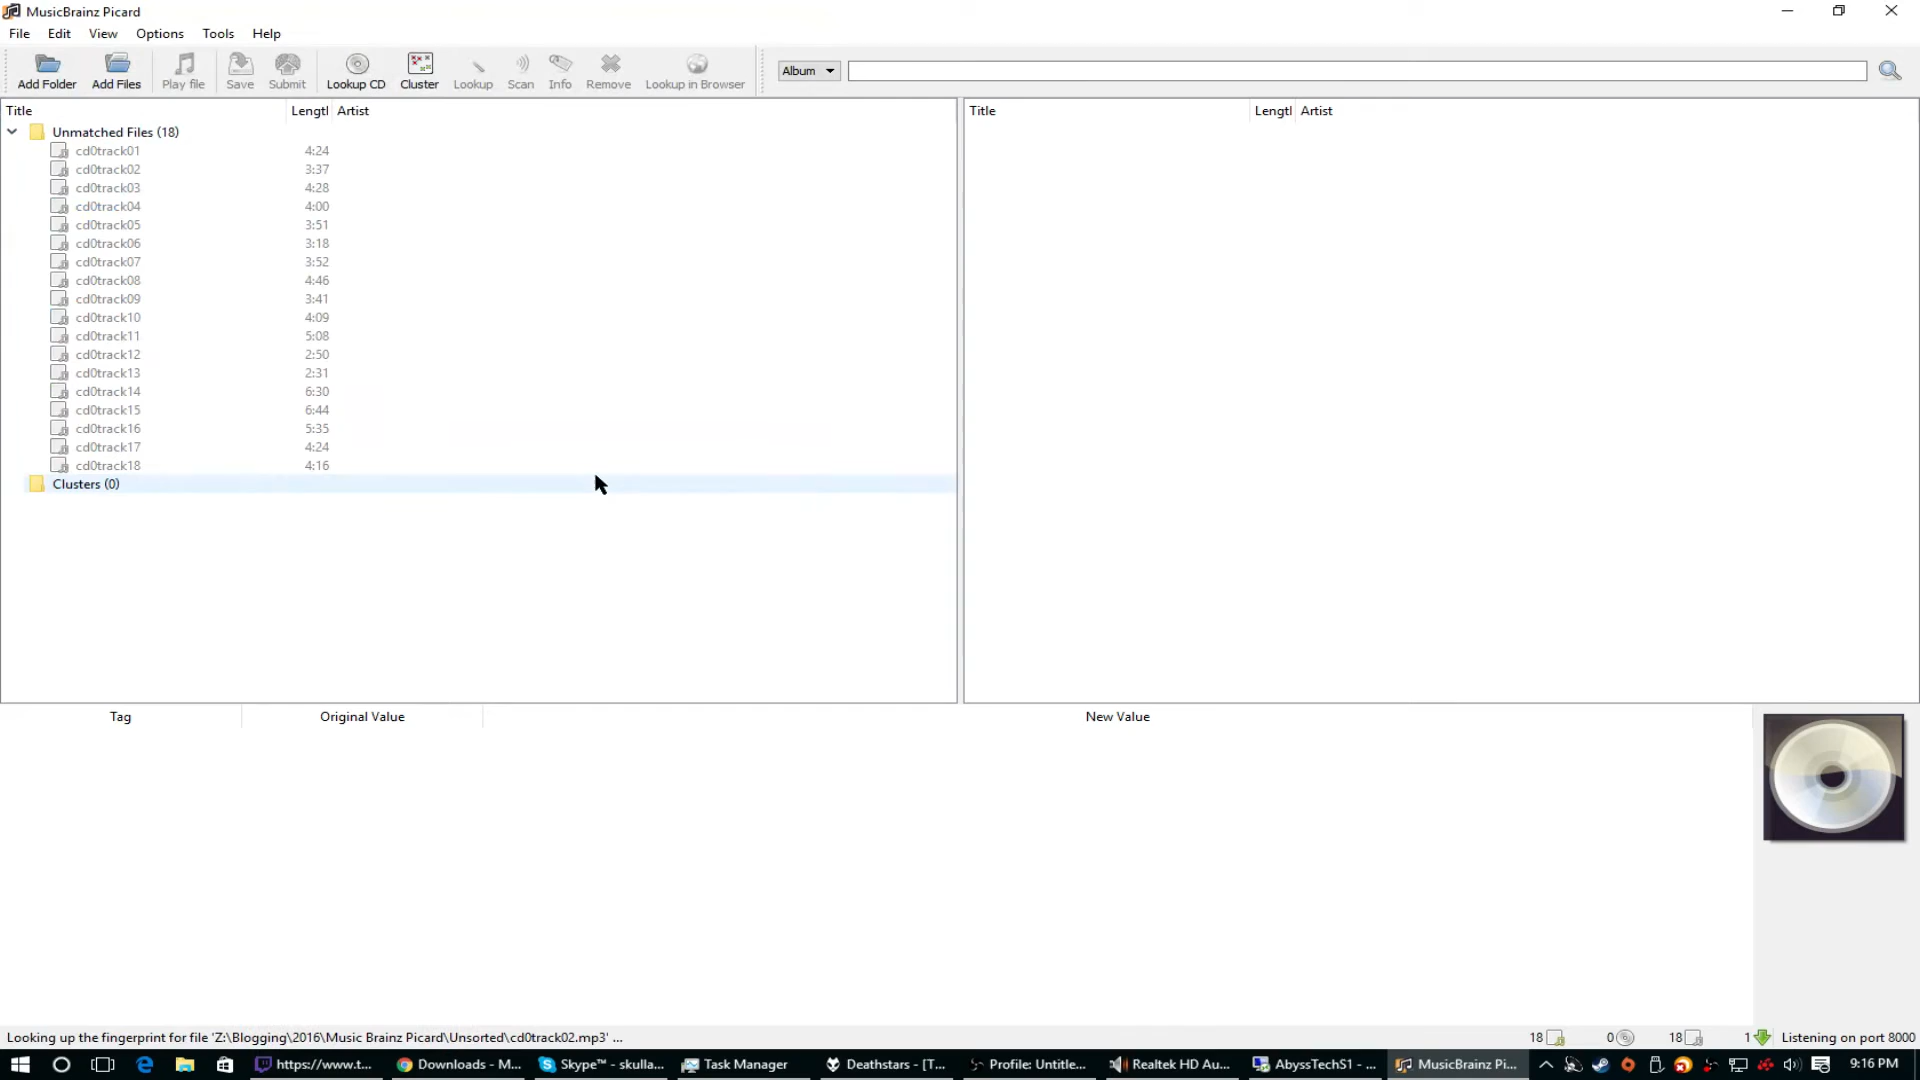 MusicBrainz Picard
File Edit View Options Tools Help
Add Folder Add Files Play file Save Submit Lookup CD Cluster Lookup Scan Info Remove Lookup in Browser Album
Title Lengtl Artist Title Lengtl Artist
Unmatched Files (18)
cd0track01 4:24
cd0track02 3:37
cd0track03 4:28
cd0track04 4:00
cd0track05 3:51
cd0track06 3:18
cd0track07 3:52
cd0track08 4:46
cd0track09 3:41
cd0track10 4:09
cd0track11 5:08
cd0track12 2:50
cd0track13 2:31
cd0track14 6:30
cd0track15 6:44
cd0track16 5:35
cd0track17 4:24
cd0track18 4:16
Clusters (0)
Tag Original Value New Value
Looking up the fingerprint for file 'Z:\Blogging\2016\Music Brainz Picard\Unsorted\cd0track02.mp3' ... 18 0 18 1 Listening on port 8000
https://www.t... Downloads - M... Skype™ - skulla... Task Manager Deathstars - [T... Profile: Untitle... Realtek HD Au... AbyssTechS1 - ... MusicBrainz Pi... 9:16 PM